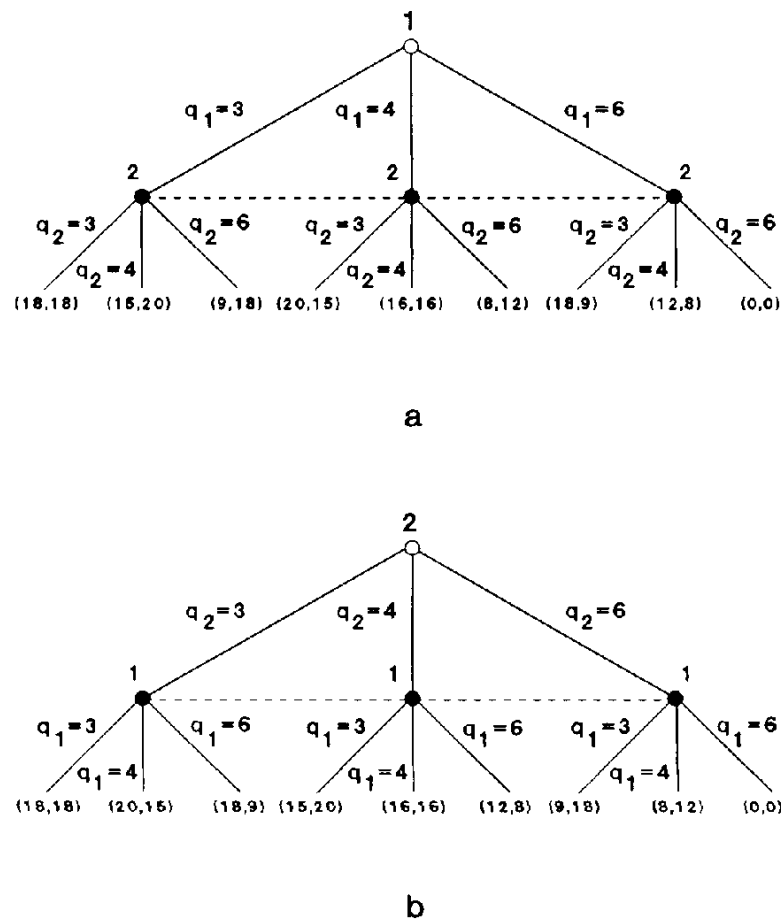 1
q1=3 q1=4 q1=6
2 2 2
q2=3 q2=6 q2=3 q2=6 q2=3 q2=6
q2=4 q2=4 q2=4
(18,18) (15,20) (9,18) (20,15) (16,16) (8,12) (18,9) (12,8) (0,0)
a
2
q2=3 q2=4 q2=6
1 1 1
q1=3 q1=6 q1=3 q1=6 q1=3 q1=6
q1=4 q1=4 q1=4
(18,18) (20,15) (18,9) (15,20) (16,16) (12,8) (9,18) (8,12) (0,0)
b